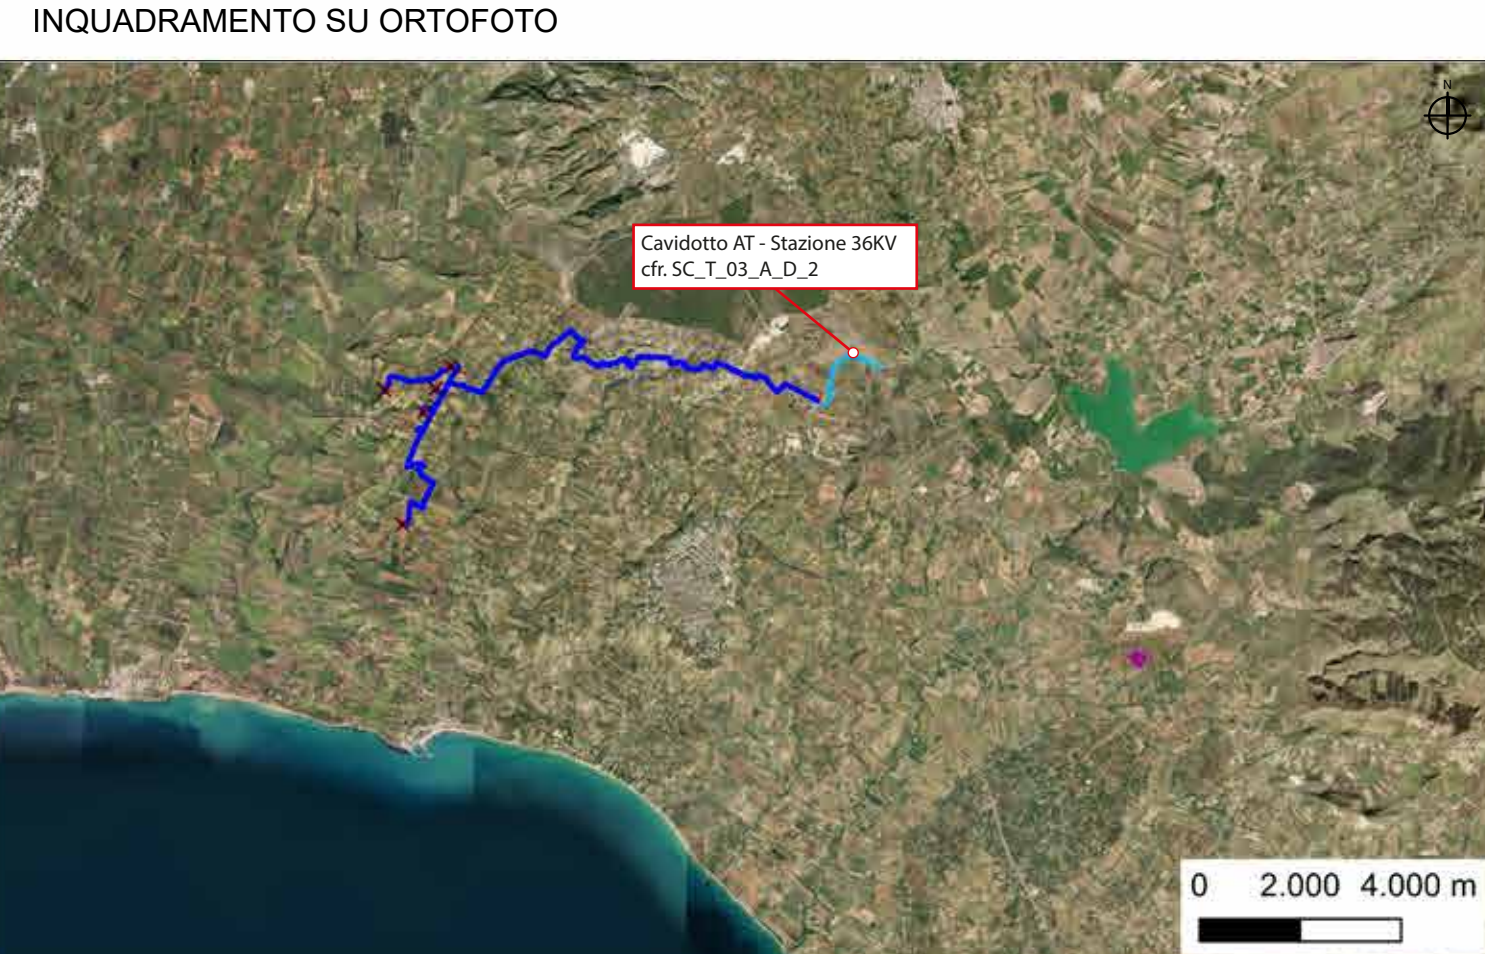 INQUADRAMENTO SU ORTOFOTO
N
Cavidotto AT - Stazione 36KV
cfr. SC_T_03_A_D_2
0 2.000 4.000 m